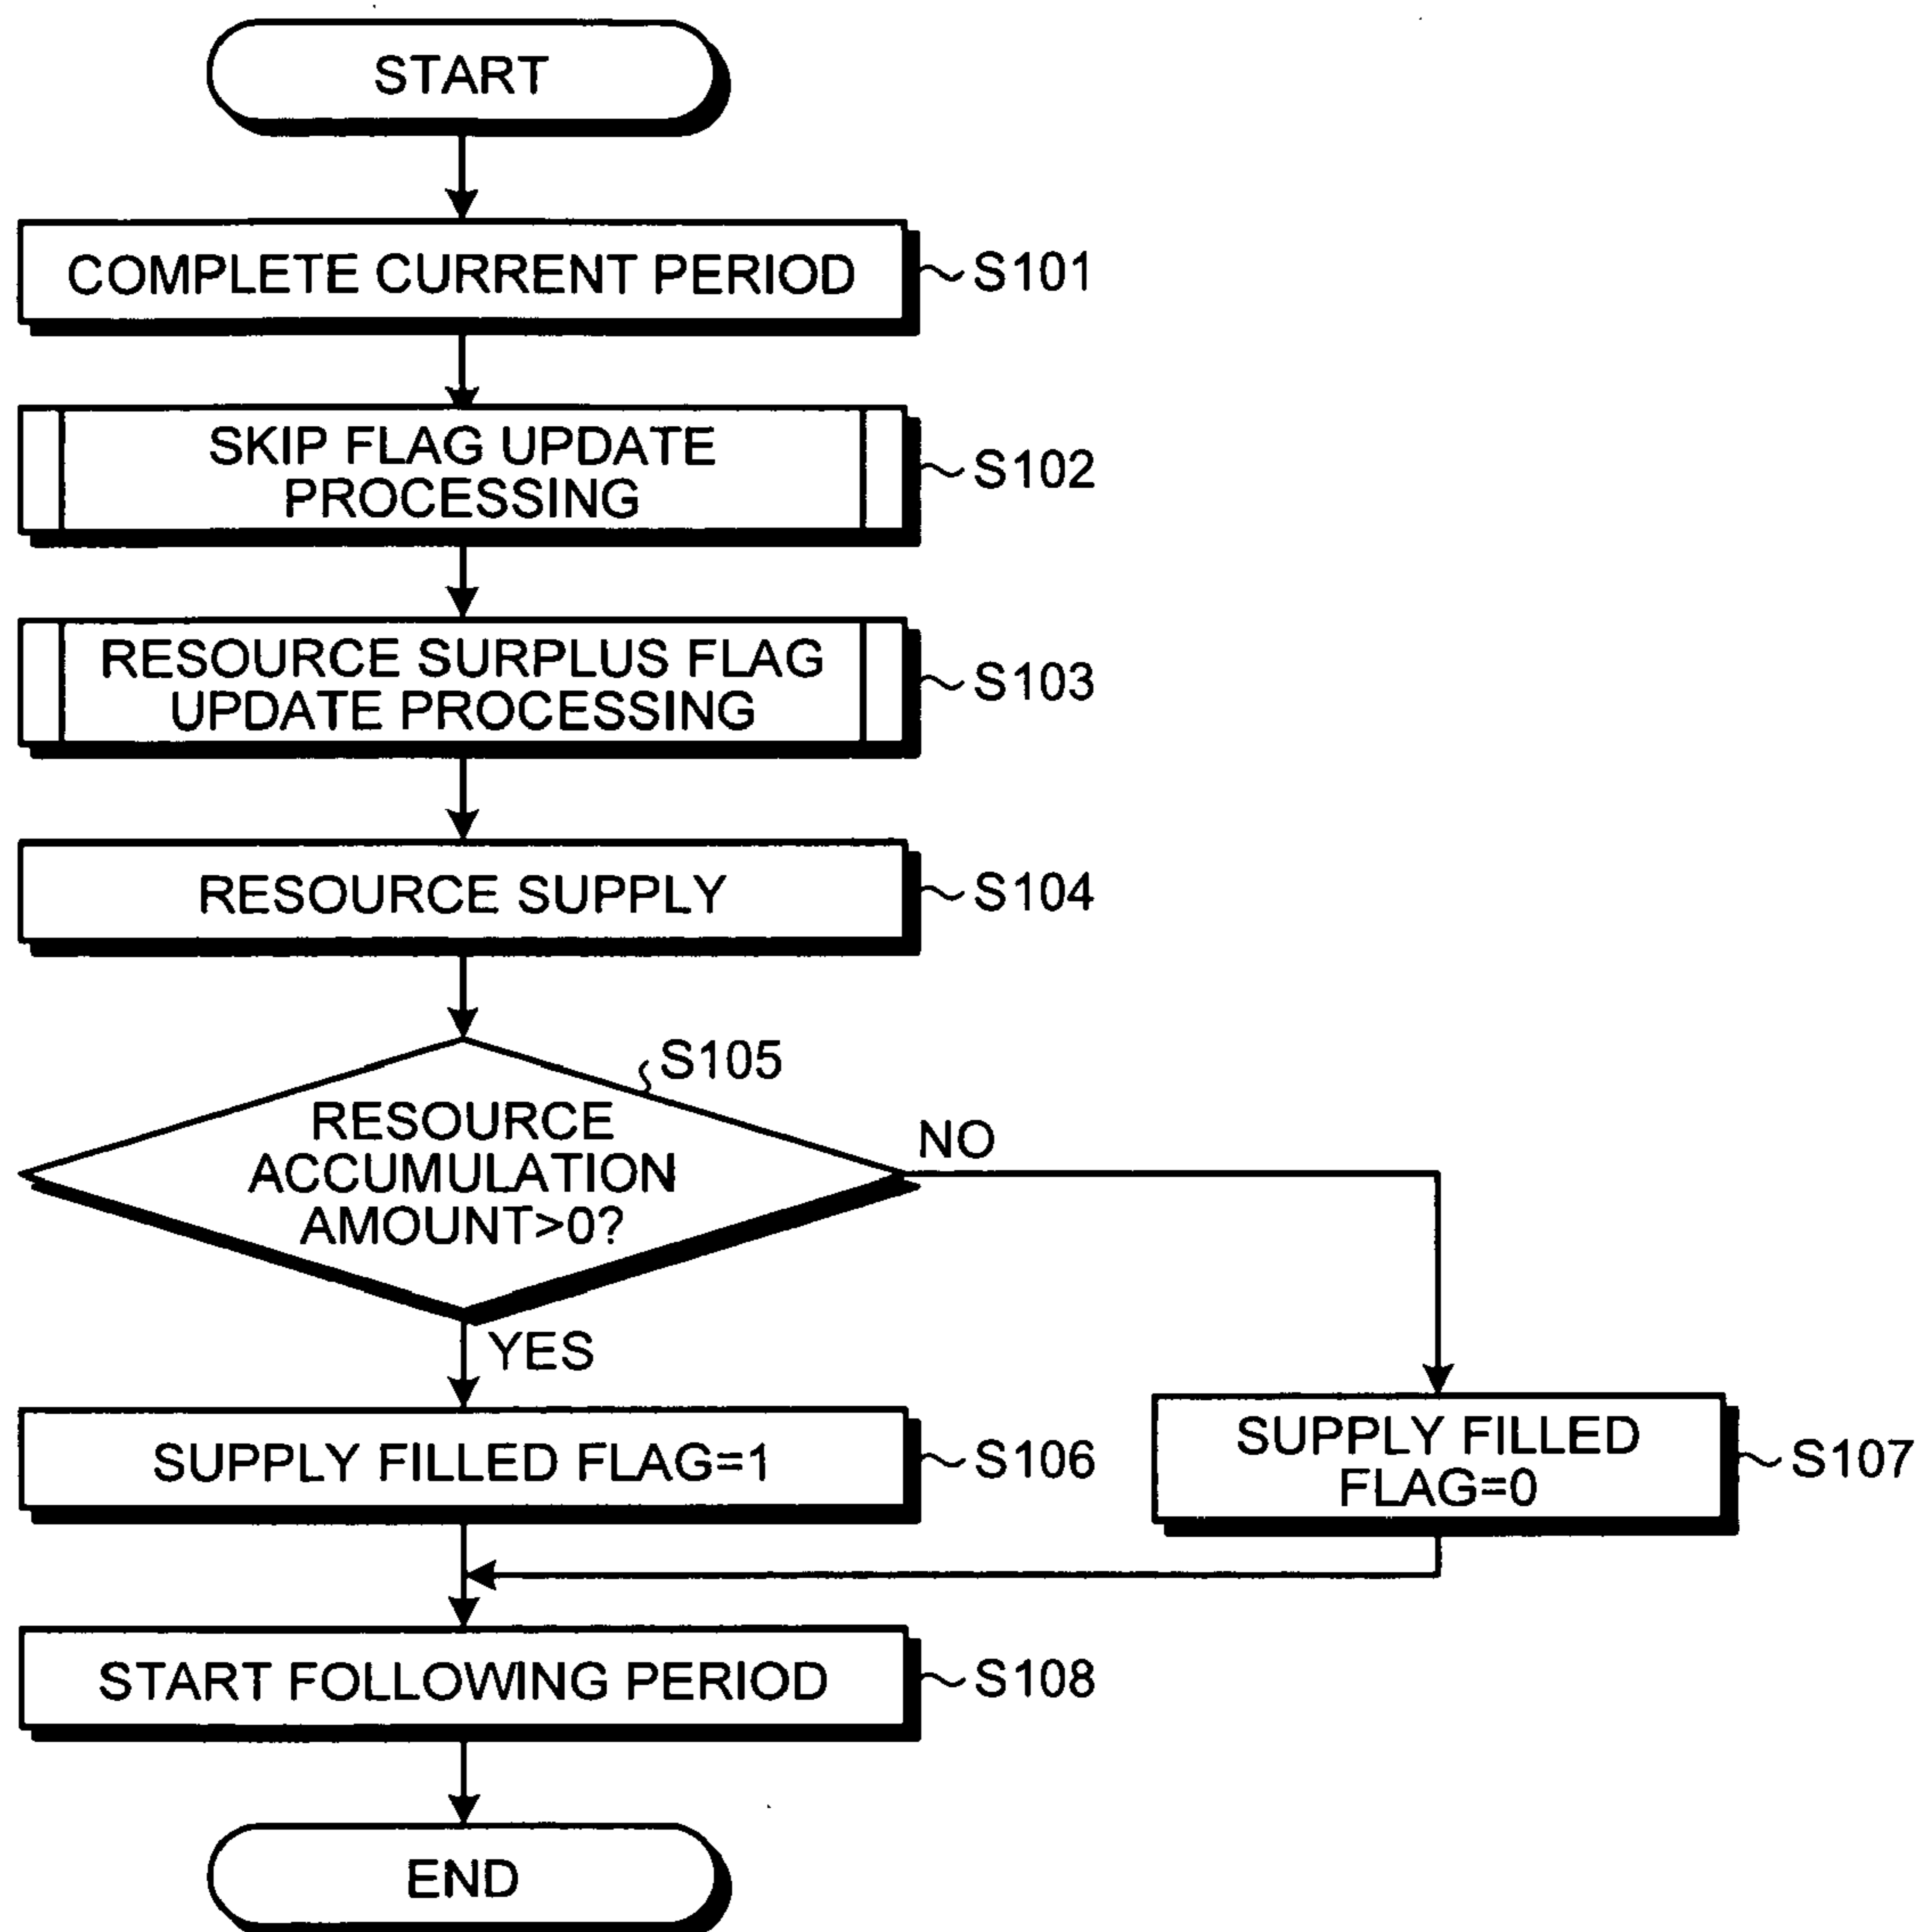 START
COMPLETE CURRENT PERIOD
S101
SKIP FLAG UPDATE
PROCESSING
S102
RESOURCE SURPLUS FLAG
UPDATE PROCESSING
S103
RESOURCE SUPPLY
S104
S105
RESOURCE
ACCUMULATION
AMOUNT>0?
NO
YES
SUPPLY FILLED FLAG=1
S106
SUPPLY FILLED
FLAG=0
S107
START FOLLOWING PERIOD
S108
END